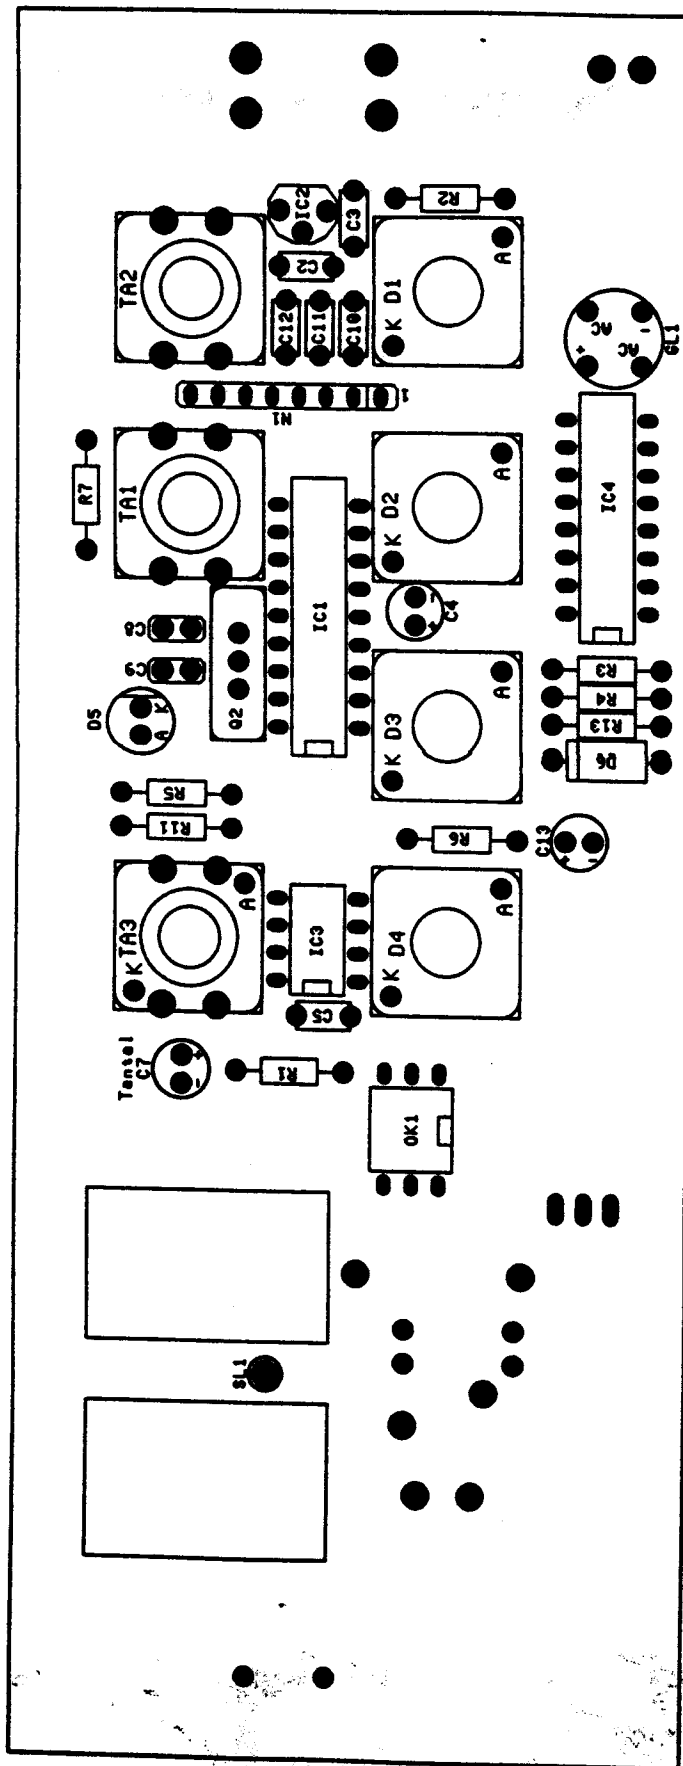 IC2
C3
R2
TA2
C2
D1
A
K
C12
C11
C10
AC
AC
+
-
GL1
N1
1
R7
TA1
D2
A
K
IC4
IC1
C4
-
+
C8
C9
Q2
D5
K
A
D3
A
K
R3
R4
R13
D6
R5
R11
R6
C13
+
-
TA3
A
K
IC3
D4
A
K
C5
Tantal
C7
+
-
R1
OK1
SL1